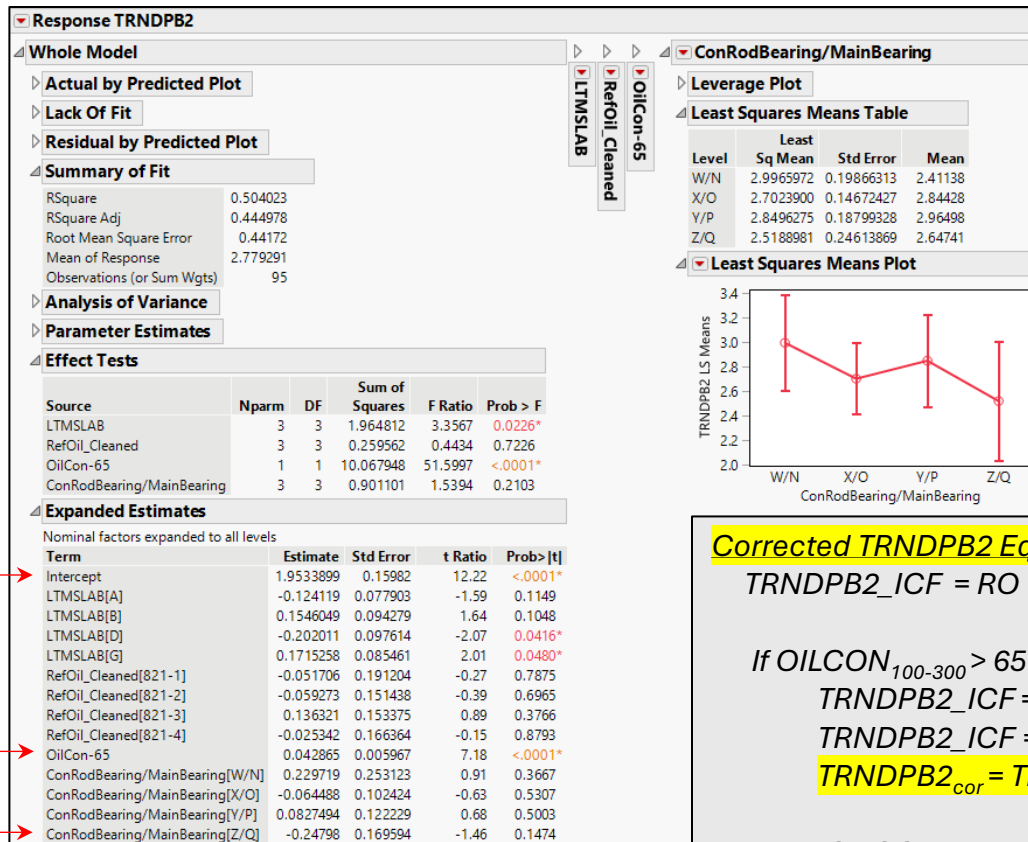 Response TRNDPB2
Whole Model
Actual by Predicted Plot
Lack Of Fit
Residual by Predicted Plot
Summary of Fit
RSquare 0.504023
RSquare Adj 0.444978
Root Mean Square Error 0.44172
Mean of Response 2.779291
Observations (or Sum Wgts) 95
Analysis of Variance
Parameter Estimates
Effect Tests
Sum of
Source Nparm DF Squares F Ratio Prob > F
LTMSLAB 3 3 1.964812 3.3567 0.0226*
RefOil_Cleaned 3 3 0.259562 0.4434 0.7226
OilCon-65 1 1 10.067948 51.5997 <.0001*
ConRodBearing/MainBearing 3 3 0.901101 1.5394 0.2103
Expanded Estimates
Nominal factors expanded to all levels
Term Estimate Std Error t Ratio Prob>|t|
Intercept 1.9533899 0.15982 12.22 <.0001*
LTMSLAB[A] -0.124119 0.077903 -1.59 0.1149
LTMSLAB[B] 0.1546049 0.094279 1.64 0.1048
LTMSLAB[D] -0.202011 0.097614 -2.07 0.0416*
LTMSLAB[G] 0.1715258 0.085461 2.01 0.0480*
RefOil_Cleaned[821-1] -0.051706 0.191204 -0.27 0.7875
RefOil_Cleaned[821-2] -0.059273 0.151438 -0.39 0.6965
RefOil_Cleaned[821-3] 0.136321 0.153375 0.89 0.3766
RefOil_Cleaned[821-4] -0.025342 0.166364 -0.15 0.8793
OilCon-65 0.042865 0.005967 7.18 <.0001*
ConRodBearing/MainBearing[W/N] 0.229719 0.253123 0.91 0.3667
ConRodBearing/MainBearing[X/O] -0.064488 0.102424 -0.63 0.5307
ConRodBearing/MainBearing[Y/P] 0.0827494 0.122229 0.68 0.5003
ConRodBearing/MainBearing[Z/Q] -0.24798 0.169594 -1.46 0.1474
LTMSLAB
RefOil_Cleaned
OilCon-65
ConRodBearing/MainBearing
Leverage Plot
Least Squares Means Table
Least
Level Sq Mean Std Error Mean
W/N 2.9965972 0.19866313 2.41138
X/O 2.7023900 0.14672427 2.84428
Y/P 2.8496275 0.18799328 2.96498
Z/Q 2.5188981 0.24613869 2.64741
Least Squares Means Plot
TRNDPB2 LS Means
3.4
3.2
3.0
2.8
2.6
2.4
2.2
2.0
W/N X/O Y/P Z/Q
ConRodBearing/MainBearing
Corrected TRNDPB2 Eq
TRNDPB2_ICF = RO
If OILCON100-300 > 65
TRNDPB2_ICF =
TRNDPB2_ICF =
TRNDPB2cor = T